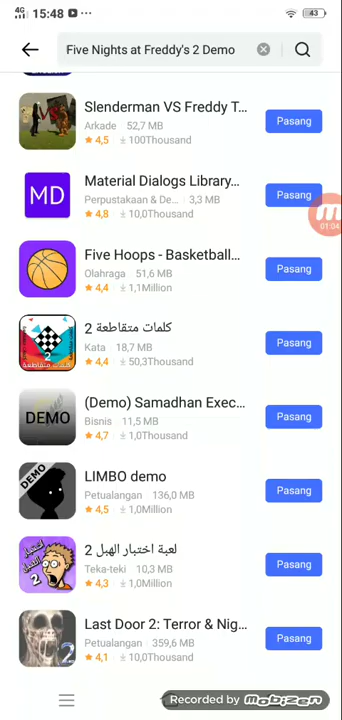 4G 15:48 43
Five Nights at Freddy's 2 Demo
Slenderman VS Freddy T...
Arkade 52,7 MB
4,5 100Thousand
Pasang
MD
Material Dialogs Library...
Perpustakaan & De... 3,3 MB
4,8 10,0Thousand
Pasang
01:04
Five Hoops - Basketball...
Olahraga 51,6 MB
4,4 1,1Million
Pasang
كلمات متقاطعة 2
Kata 18,7 MB
4,4 50,3Thousand
Pasang
2
DEMO
(Demo) Samadhan Exec...
Bisnis 11,5 MB
4,7 1,0Thousand
Pasang
DEMO
LIMBO demo
Petualangan 136,0 MB
4,5 1,0Million
Pasang
اختبار
الهبل
2
لعبة اختبار الهبل 2
Teka-teki 10,3 MB
4,3 1,0Million
Pasang
2
Last Door 2: Terror & Nig...
Petualangan 359,6 MB
4,1 10,0Thousand
Pasang
Recorded by mobizen